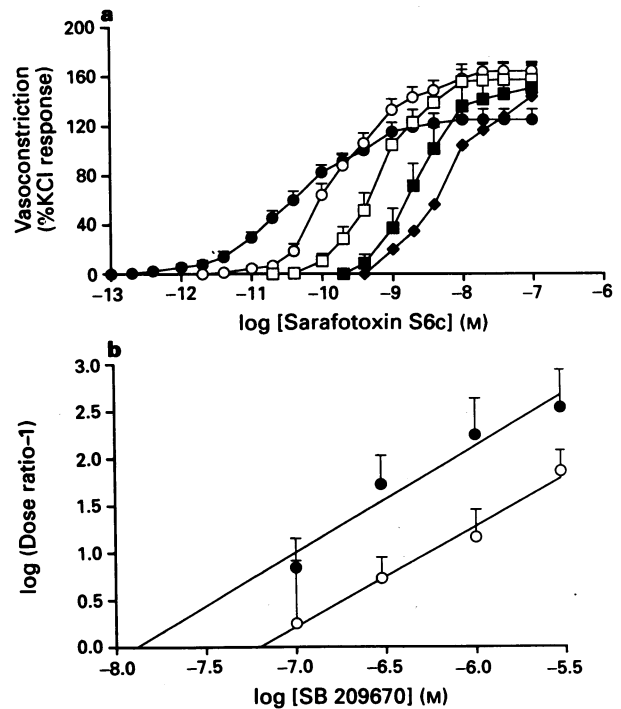 a
200
160
120
80
40
0
Vasoconstriction
(%KCl response)
−13 −12 −11 −10 −9 −8 −7 −6
log [Sarafotoxin S6c] (M)
b
3.0
2.5
2.0
1.5
1.0
0.5
0.0
log (Dose ratio−1)
−8.0 −7.5 −7.0 −6.5 −6.0 −5.5
log [SB 209670] (M)